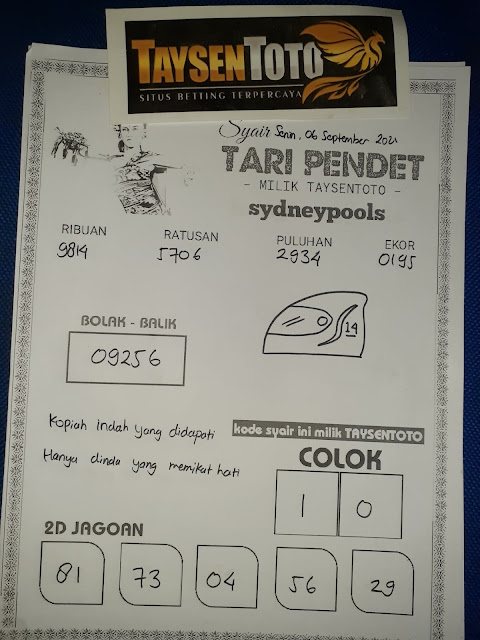 TAYSENTOTO
SITUS BETTING TERPERCAYA
Syair Senin, 06 September 2021
TARI PENDET
- MILIK TAYSENTOTO -
sydneypools
RIBUAN RATUSAN PULUHAN EKOR
9814 5706 2934 0195
BOLAK - BALIK
09256
14
Kopiah Indah yang didapati
Hanya dinda yang memikat hati
kode syair ini milik TAYSENTOTO
COLOK
1 0
2D JAGOAN
81 73 04 56 29